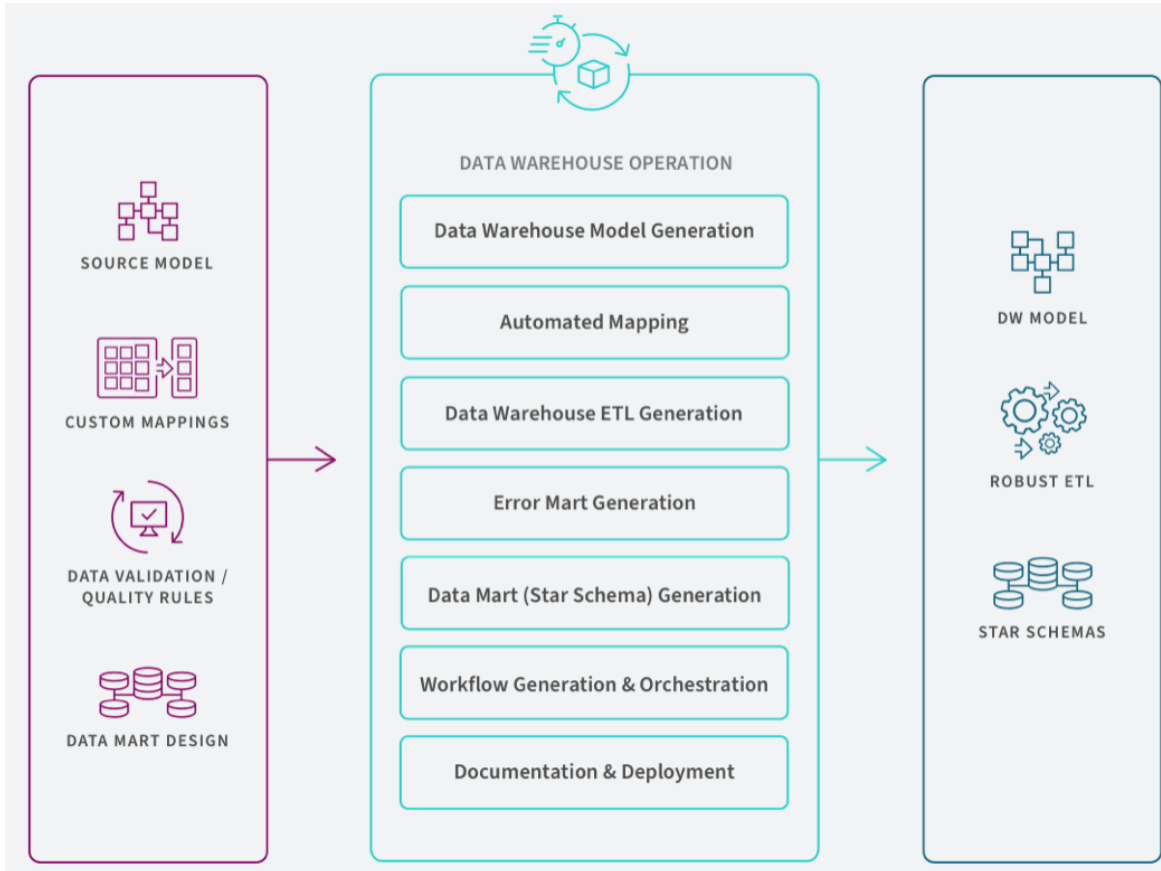 SOURCE MODEL
CUSTOM MAPPINGS
DATA VALIDATION /
QUALITY RULES
DATA MART DESIGN
DATA WAREHOUSE OPERATION
Data Warehouse Model Generation
Automated Mapping
Data Warehouse ETL Generation
Error Mart Generation
Data Mart (Star Schema) Generation
Workflow Generation & Orchestration
Documentation & Deployment
DW MODEL
ROBUST ETL
STAR SCHEMAS